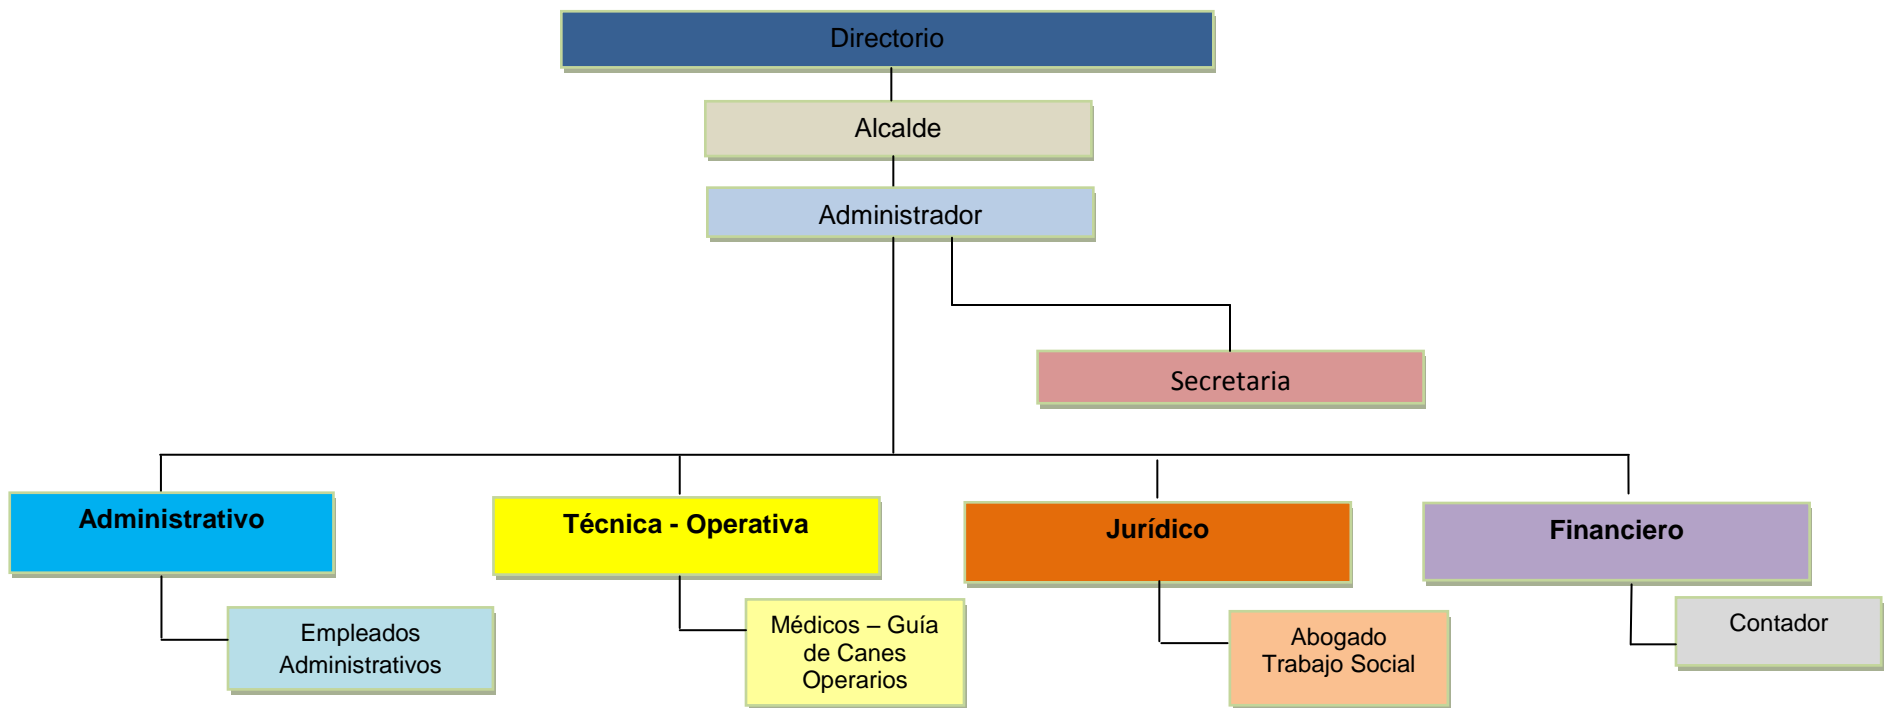 Directorio
Alcalde
Administrador
Secretaria
Administrativo
Técnica - Operativa
Jurídico
Financiero
Empleados
Administrativos
Médicos – Guía
de Canes
Operarios
Abogado
Trabajo Social
Contador